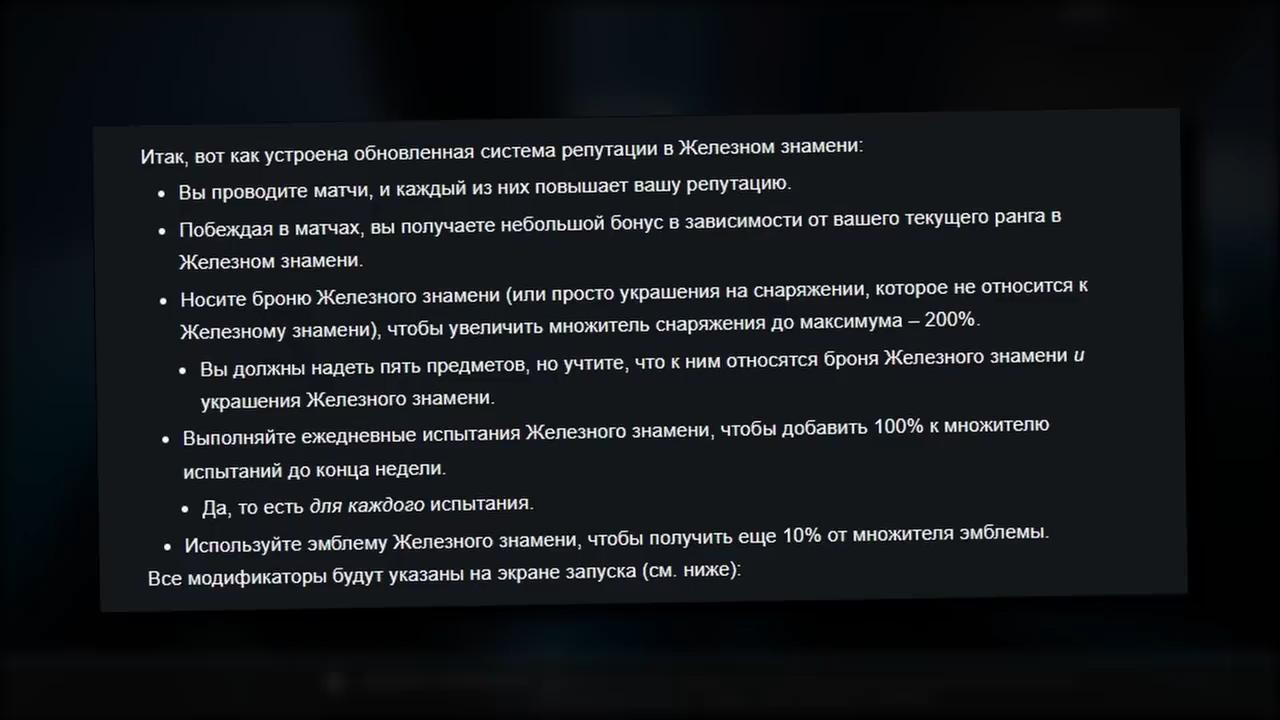 Итак, вот как устроена обновленная система репутации в Железном знамени:
• Вы проводите матчи, и каждый из них повышает вашу репутацию.
• Побеждая в матчах, вы получаете небольшой бонус в зависимости от вашего текущего ранга в
Железном знамени.
• Носите броню Железного знамени (или просто украшения на снаряжении, которое не относится к
Железному знамени), чтобы увеличить множитель снаряжения до максимума – 200%.
• Вы должны надеть пять предметов, но учтите, что к ним относятся броня Железного знамени и
украшения Железного знамени.
• Выполняйте ежедневные испытания Железного знамени, чтобы добавить 100% к множителю
испытаний до конца недели.
• Да, то есть для каждого испытания.
• Используйте эмблему Железного знамени, чтобы получить еще 10% от множителя эмблемы.
Все модификаторы будут указаны на экране запуска (см. ниже):